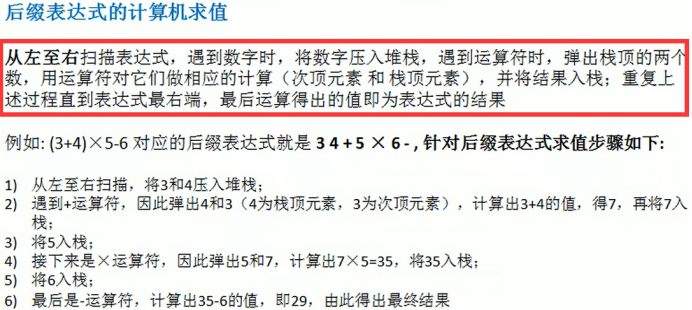 后缀表达式的计算机求值
从左至右扫描表达式，遇到数字时，将数字压入堆栈，遇到运算符时，弹出栈顶的两个
数，用运算符对它们做相应的计算（次顶元素 和 栈顶元素），并将结果入栈；重复上
述过程直到表达式最右端，最后运算得出的值即为表达式的结果
例如: (3+4)×5-6 对应的后缀表达式就是 3 4 + 5 × 6 - , 针对后缀表达式求值步骤如下:
1) 从左至右扫描，将3和4压入堆栈；
2) 遇到+运算符，因此弹出4和3（4为栈顶元素，3为次顶元素），计算出3+4的值，得7，再将7入
栈；
3) 将5入栈；
4) 接下来是×运算符，因此弹出5和7，计算出7×5=35，将35入栈；
5) 将6入栈；
6) 最后是-运算符，计算出35-6的值，即29，由此得出最终结果